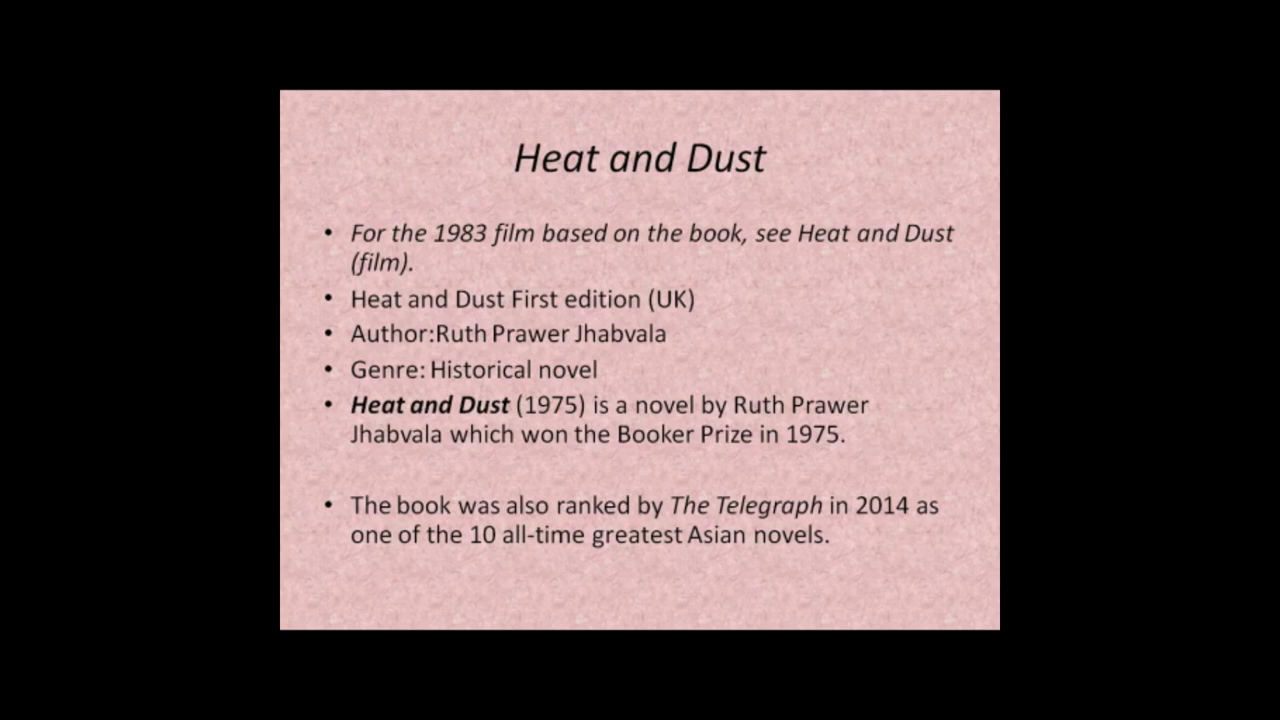 Heat and Dust
• For the 1983 film based on the book, see Heat and Dust
(film).
• Heat and Dust First edition (UK)
• Author:Ruth Prawer Jhabvala
• Genre: Historical novel
• Heat and Dust (1975) is a novel by Ruth Prawer
Jhabvala which won the Booker Prize in 1975.
• The book was also ranked by The Telegraph in 2014 as
one of the 10 all-time greatest Asian novels.